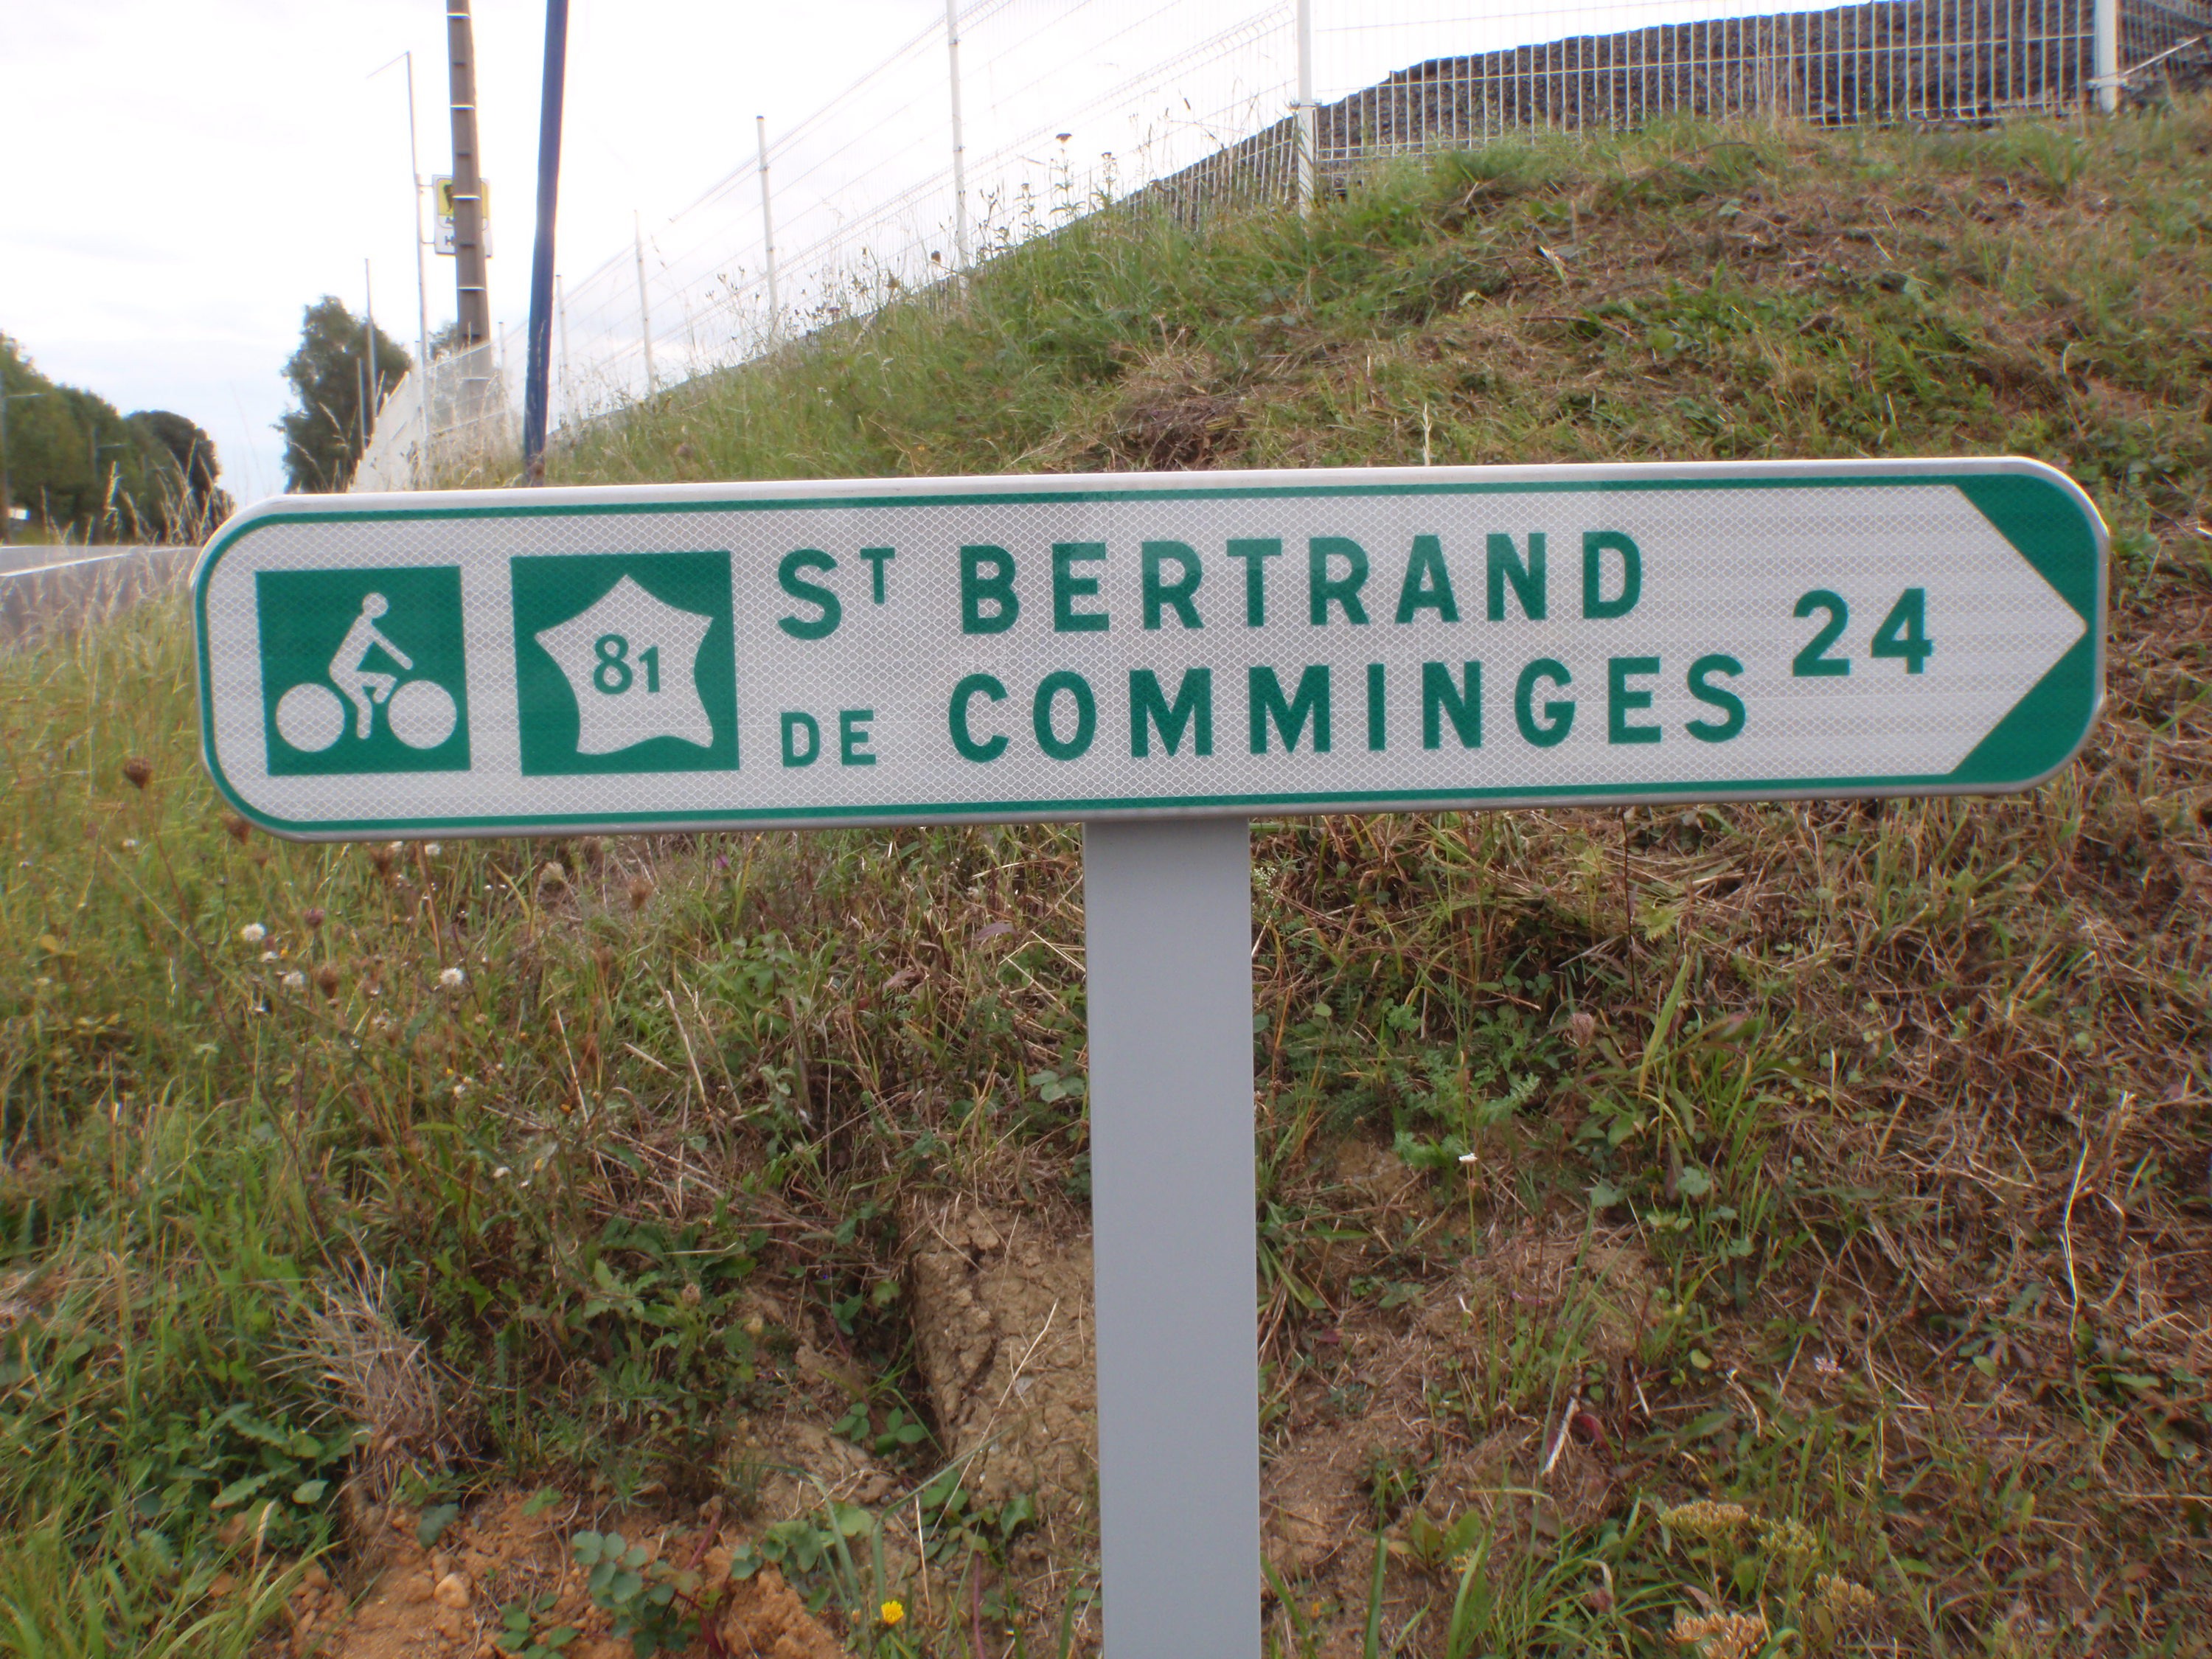 81
ST BERTRAND
DE COMMINGES
24